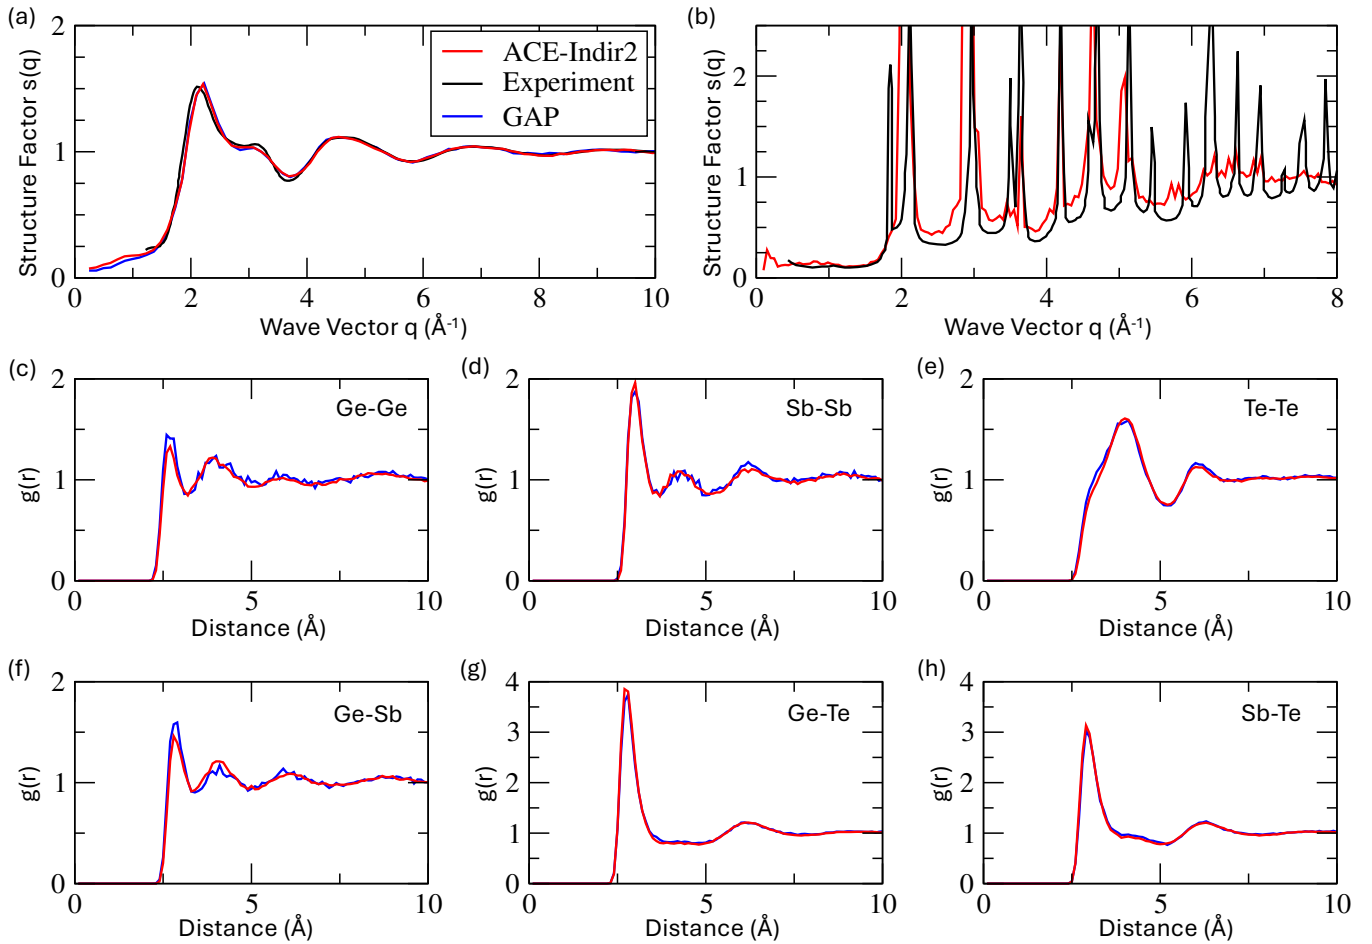 (a)
2
1
0
0
2
4
6
8
10
Structure Factor s(q)
Wave Vector q (Å⁻¹)
ACE-Indir2
Experiment
GAP
(b)
2
1
0
0
2
4
6
8
Structure Factor s(q)
Wave Vector q (Å⁻¹)
(c)
2
1
0
0
5
10
g(r)
Distance (Å)
Ge-Ge
(d)
2
1
0
0
5
10
g(r)
Distance (Å)
Sb-Sb
(e)
2
1
0
0
5
10
g(r)
Distance (Å)
Te-Te
(f)
2
1
0
0
5
10
g(r)
Distance (Å)
Ge-Sb
(g)
4
3
2
1
0
0
5
10
g(r)
Distance (Å)
Ge-Te
(h)
4
3
2
1
0
0
5
10
g(r)
Distance (Å)
Sb-Te